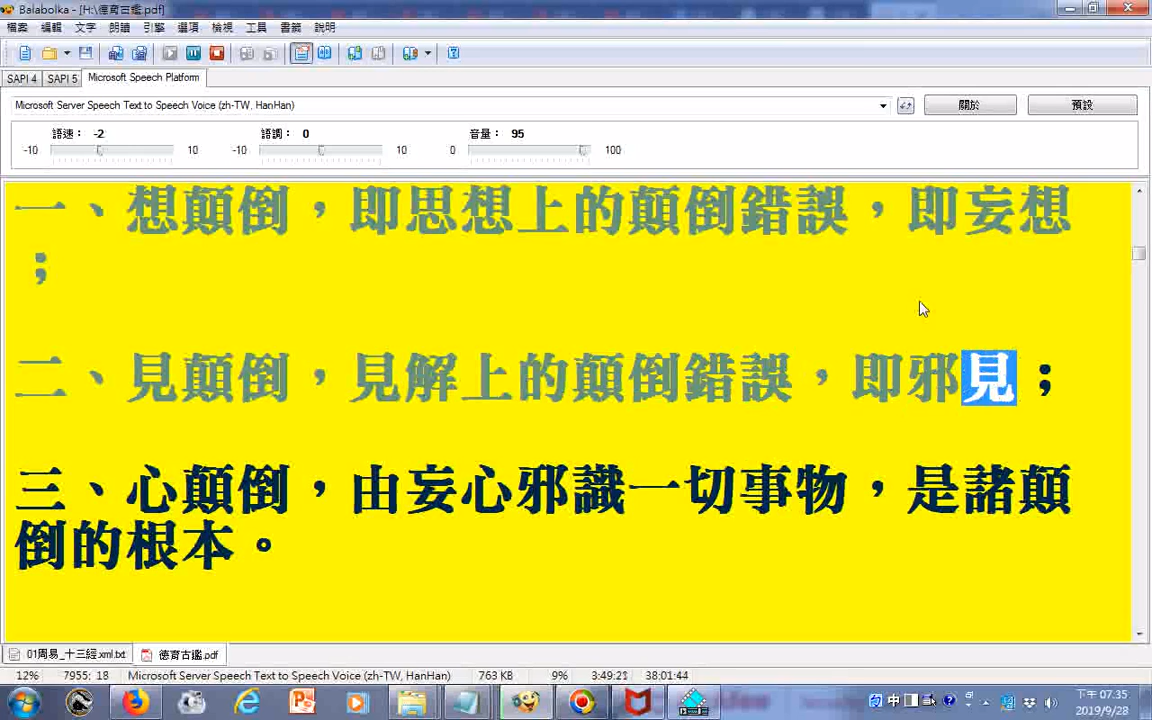 Balabolka - [H:\德育古鑑.pdf]
檔案 編輯 文字 朗讀 引擎 選項 檢視 工具 書籤 說明
SAPI 4 SAPI 5 Microsoft Speech Platform
Microsoft Server Speech Text to Speech Voice (zh-TW, HanHan) 關於 預設
語速： -2 語調： 0 音量： 95
-10 10 -10 10 0 100
一、想顛倒，即思想上的顛倒錯誤，即妄想
；
二、見顛倒，見解上的顛倒錯誤，即邪見；
三、心顛倒，由妄心邪識一切事物，是諸顛
倒的根本。
01周易_十三經.xml.txt 德育古鑑.pdf
12% 7955: 18 Microsoft Server Speech Text to Speech Voice (zh-TW, HanHan) 763 KB 9% 3:49:21 38:01:44
中 下午 07:35
2019/9/28